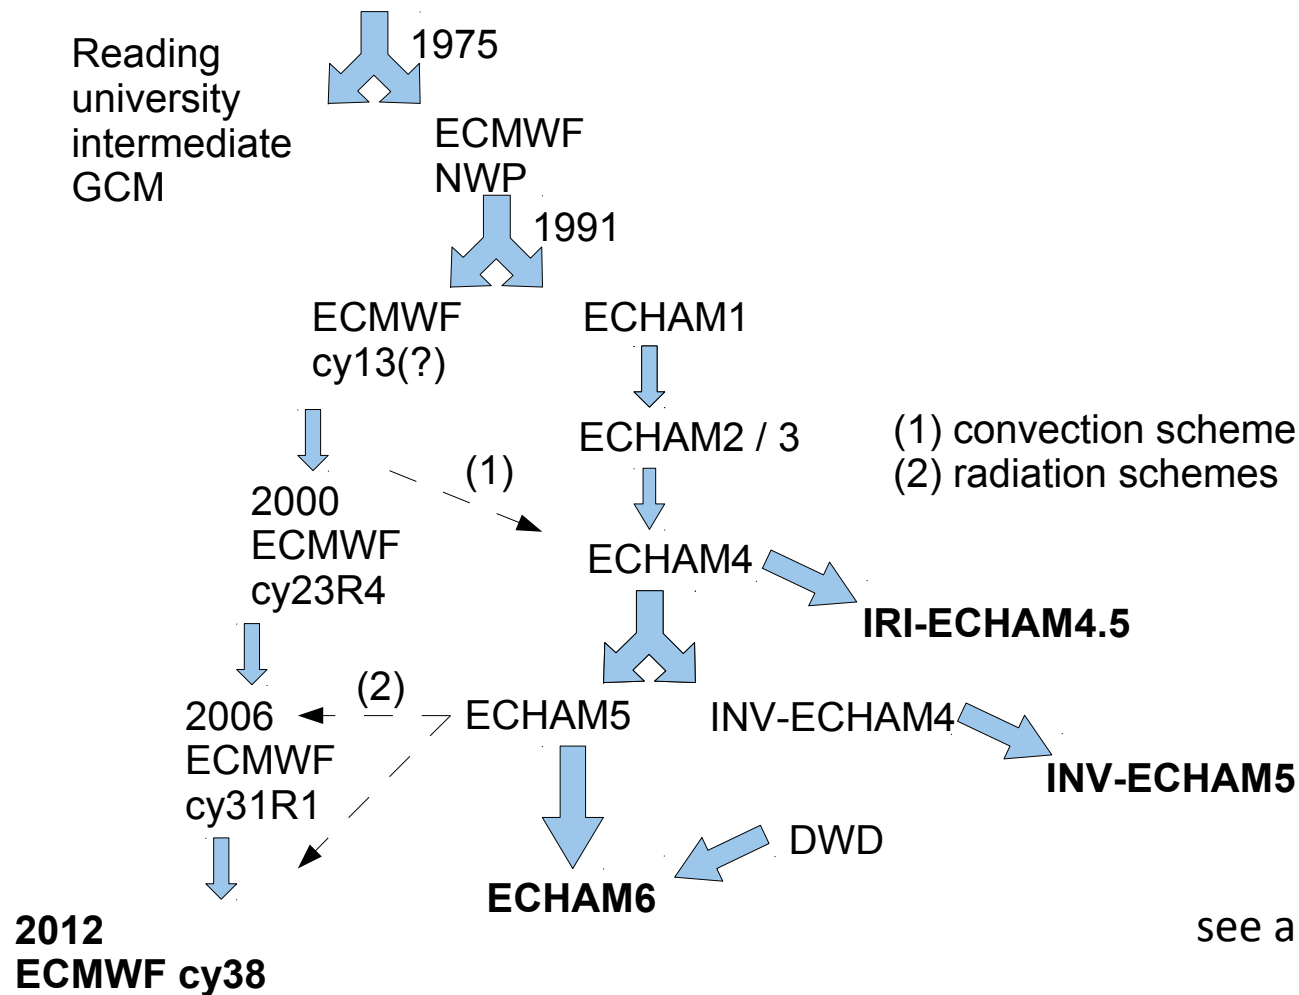 Reading
university
intermediate
GCM
1975
ECMWF
NWP
1991
ECMWF
cy13(?)
ECHAM1
ECHAM2 / 3
(1) convection scheme
(2) radiation schemes
(1)
2000
ECMWF
cy23R4
ECHAM4
IRI-ECHAM4.5
(2)
2006
ECMWF
cy31R1
ECHAM5
INV-ECHAM4
INV-ECHAM5
DWD
ECHAM6
2012
ECMWF cy38
see a